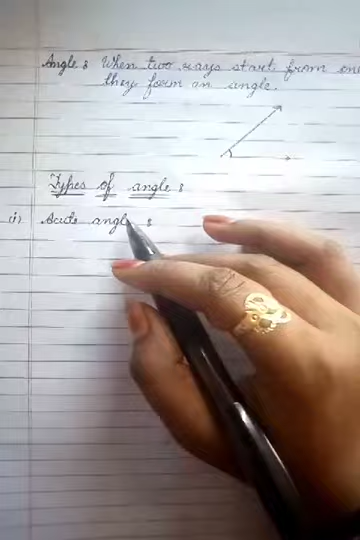 Angle : When two rays start from one
they form an angle.
Types of angle :
(i) Acute angle :